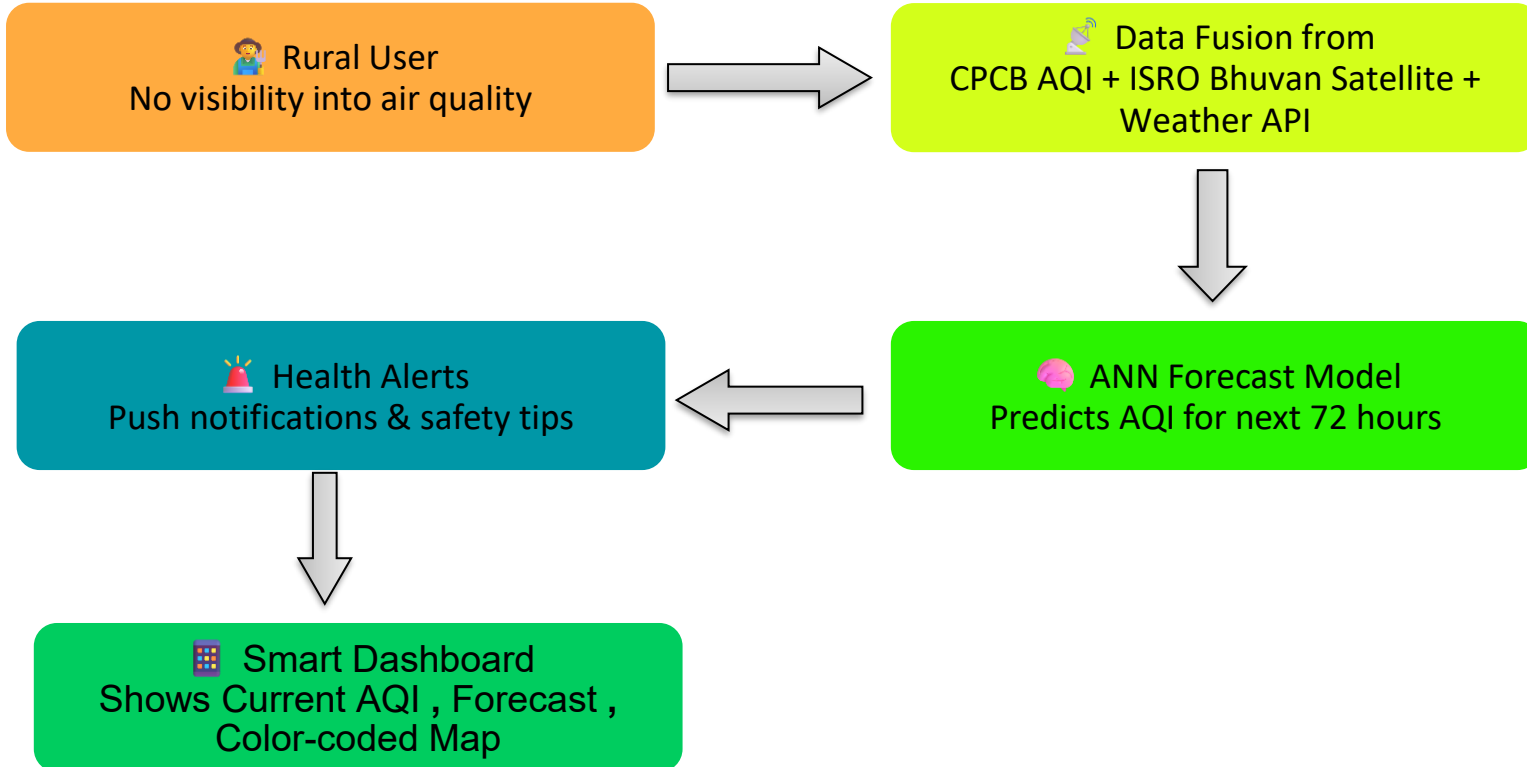 🧑‍🌾 Rural User
No visibility into air quality
📡 Data Fusion from
CPCB AQI + ISRO Bhuvan Satellite +
Weather API
🚨 Health Alerts
Push notifications & safety tips
🧠 ANN Forecast Model
Predicts AQI for next 72 hours
📱 Smart Dashboard
Shows Current AQI , Forecast ,
Color-coded Map